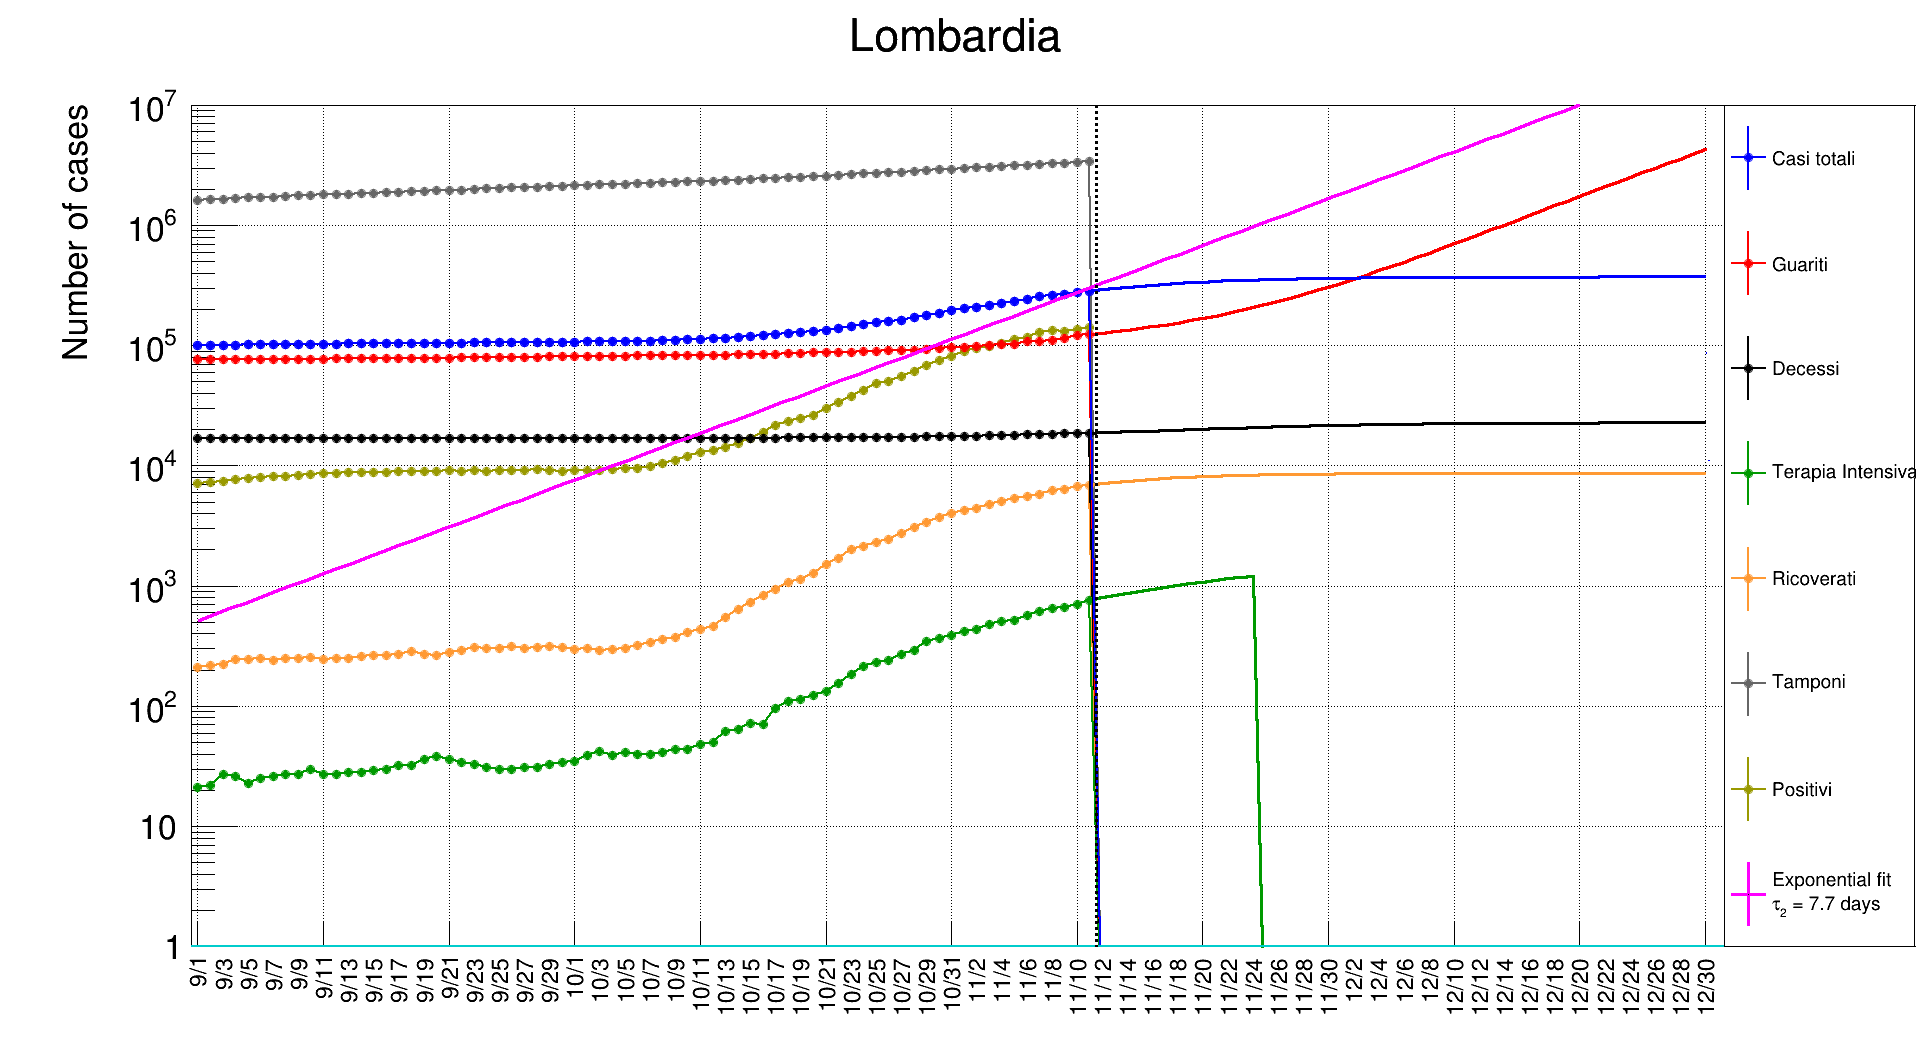 Lombardia
Number of cases
10^7
10^6
10^5
10^4
10^3
10^2
10
1
9/1 9/3 9/5 9/7 9/9 9/11 9/13 9/15 9/17 9/19 9/21 9/23 9/25 9/27 9/29 10/1 10/3 10/5 10/7 10/9 10/11 10/13 10/15 10/17 10/19 10/21 10/23 10/25 10/27 10/29 10/31 11/2 11/4 11/6 11/8 11/10 11/12 11/14 11/16 11/18 11/20 11/22 11/24 11/26 11/28 11/30 12/2 12/4 12/6 12/8 12/10 12/12 12/14 12/16 12/18 12/20 12/22 12/24 12/26 12/28 12/30
Casi totali
Guariti
Decessi
Terapia Intensiva
Ricoverati
Tamponi
Positivi
Exponential fit
τ₂ = 7.7 days